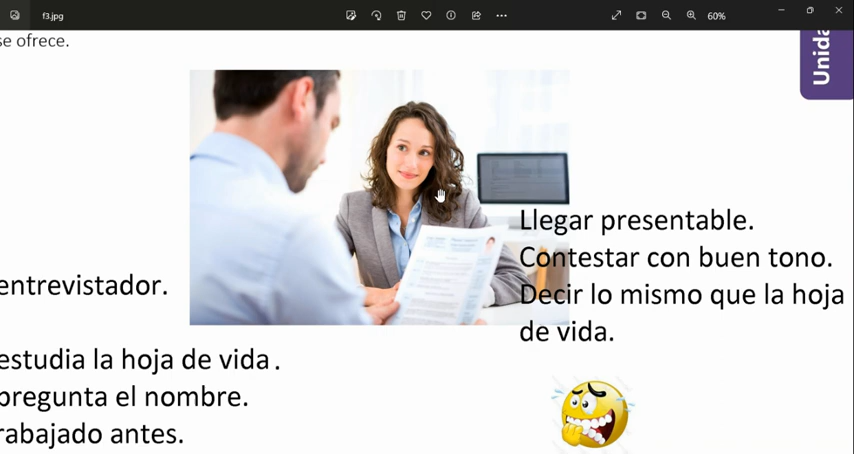 f3.jpg
60%
se ofrece.
Unida
Llegar presentable.
Contestar con buen tono.
Decir lo mismo que la hoja
de vida.
entrevistador.
estudia la hoja de vida.
pregunta el nombre.
rabajado antes.